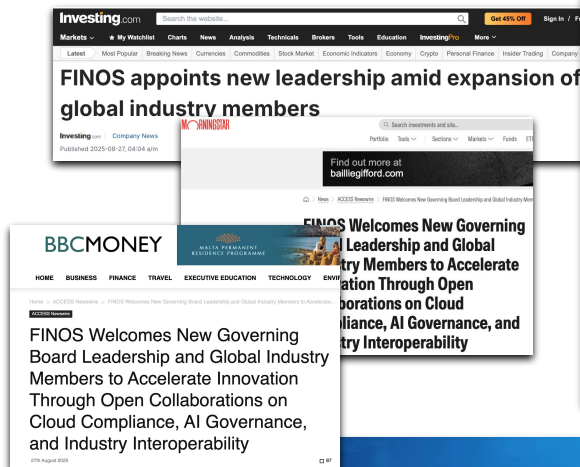 Investing.com
Search the website...
Get 45% Off
Sign In /
Markets
My Watchlist
Charts
News
Analysis
Technicals
Brokers
Tools
Education
InvestingPro
More
Latest
Most Popular
Breaking News
Currencies
Commodities
Stock Market
Economic Indicators
Economy
Crypto
Personal Finance
Insider Trading
Company
FINOS appoints new leadership amid expansion of
global industry members
Investing.com
Company News
Published 2025-08-27, 04:04 a/m
MORNINGSTAR
Search investments and site...
Portfolio
Tools
Sections
Markets
Funds
ETF
Find out more at
bailliegifford.com
News
ACCESS Newswire
FINOS Welcomes New Governing Board Leadership and Global Industry Mem
FINOS Welcomes New Governing
Leadership and Global
try Members to Accelerate
ation Through Open
borations on Cloud
liance, AI Governance, and
try Interoperability
BBCMONEY
MALTA PERMANENT
RESIDENCE PROGRAMME
HOME
BUSINESS
FINANCE
TRAVEL
EXECUTIVE EDUCATION
TECHNOLOGY
ENVI
Home
ACCESS Newswire
FINOS Welcomes New Governing Board Leadership and Global Industry Members to Accelerate...
ACCESS Newswire
FINOS Welcomes New Governing
Board Leadership and Global Industry
Members to Accelerate Innovation
Through Open Collaborations on
Cloud Compliance, AI Governance,
and Industry Interoperability
27th August 2025
87